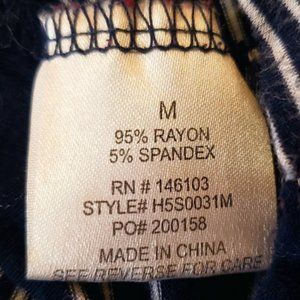 M
95% RAYON
5% SPANDEX
RN # 146103
STYLE# H5S0031M
PO# 200158
MADE IN CHINA
SEE REVERSE FOR CARE